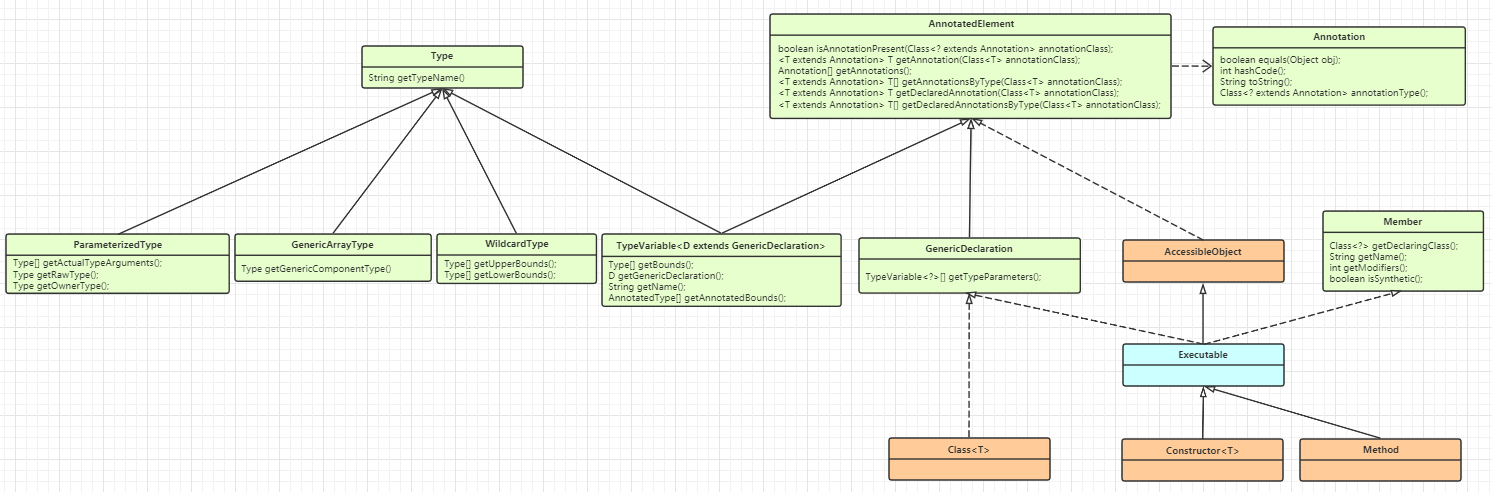 AnnotatedElement
boolean isAnnotationPresent(Class<? extends Annotation> annotationClass);
<T extends Annotation> T getAnnotation(Class<T> annotationClass);
Annotation[] getAnnotations();
<T extends Annotation> T[] getAnnotationsByType(Class<T> annotationClass);
<T extends Annotation> T getDeclaredAnnotation(Class<T> annotationClass);
<T extends Annotation> T[] getDeclaredAnnotationsByType(Class<T> annotationClass);
Annotation
boolean equals(Object obj);
int hashCode();
String toString();
Class<? extends Annotation> annotationType();
Type
String getTypeName()
ParameterizedType
Type[] getActualTypeArguments();
Type getRawType();
Type getOwnerType();
GenericArrayType
Type getGenericComponentType()
WildcardType
Type[] getUpperBounds();
Type[] getLowerBounds();
TypeVariable<D extends GenericDeclaration>
Type[] getBounds();
D getGenericDeclaration();
String getName();
AnnotatedType[] getAnnotatedBounds();
GenericDeclaration
TypeVariable<?>[] getTypeParameters();
AccessibleObject
Member
Class<?> getDeclaringClass();
String getName();
int getModifiers();
boolean isSynthetic();
Executable
Class<T>
Constructor<T>
Method